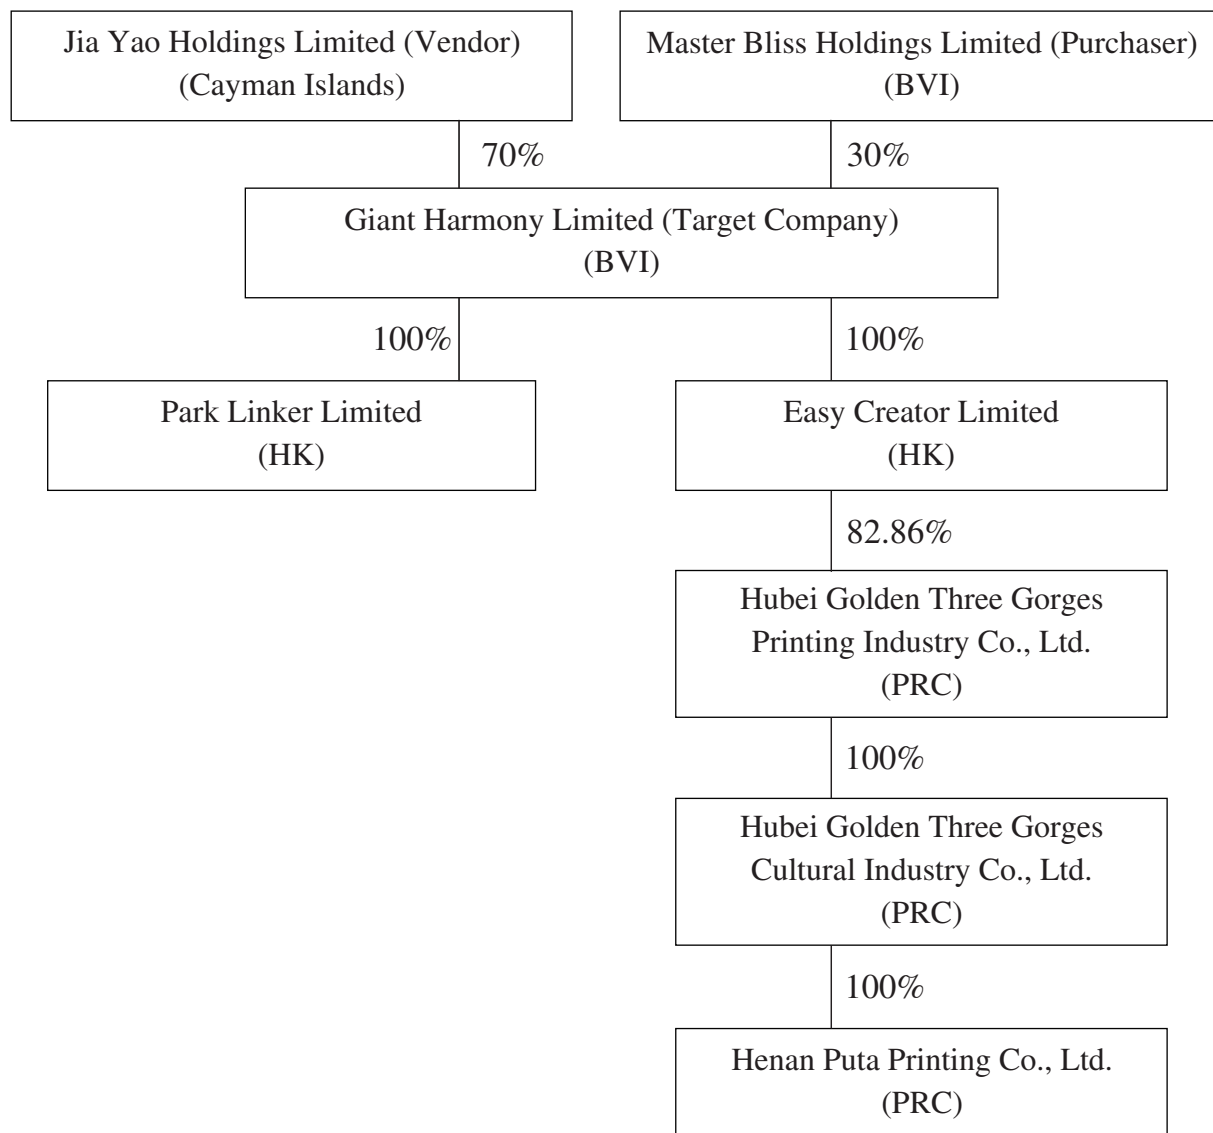 Jia Yao Holdings Limited (Vendor)
(Cayman Islands)
Master Bliss Holdings Limited (Purchaser)
(BVI)
70%
30%
Giant Harmony Limited (Target Company)
(BVI)
100%
100%
Park Linker Limited
(HK)
Easy Creator Limited
(HK)
82.86%
Hubei Golden Three Gorges
Printing Industry Co., Ltd.
(PRC)
100%
Hubei Golden Three Gorges
Cultural Industry Co., Ltd.
(PRC)
100%
Henan Puta Printing Co., Ltd.
(PRC)